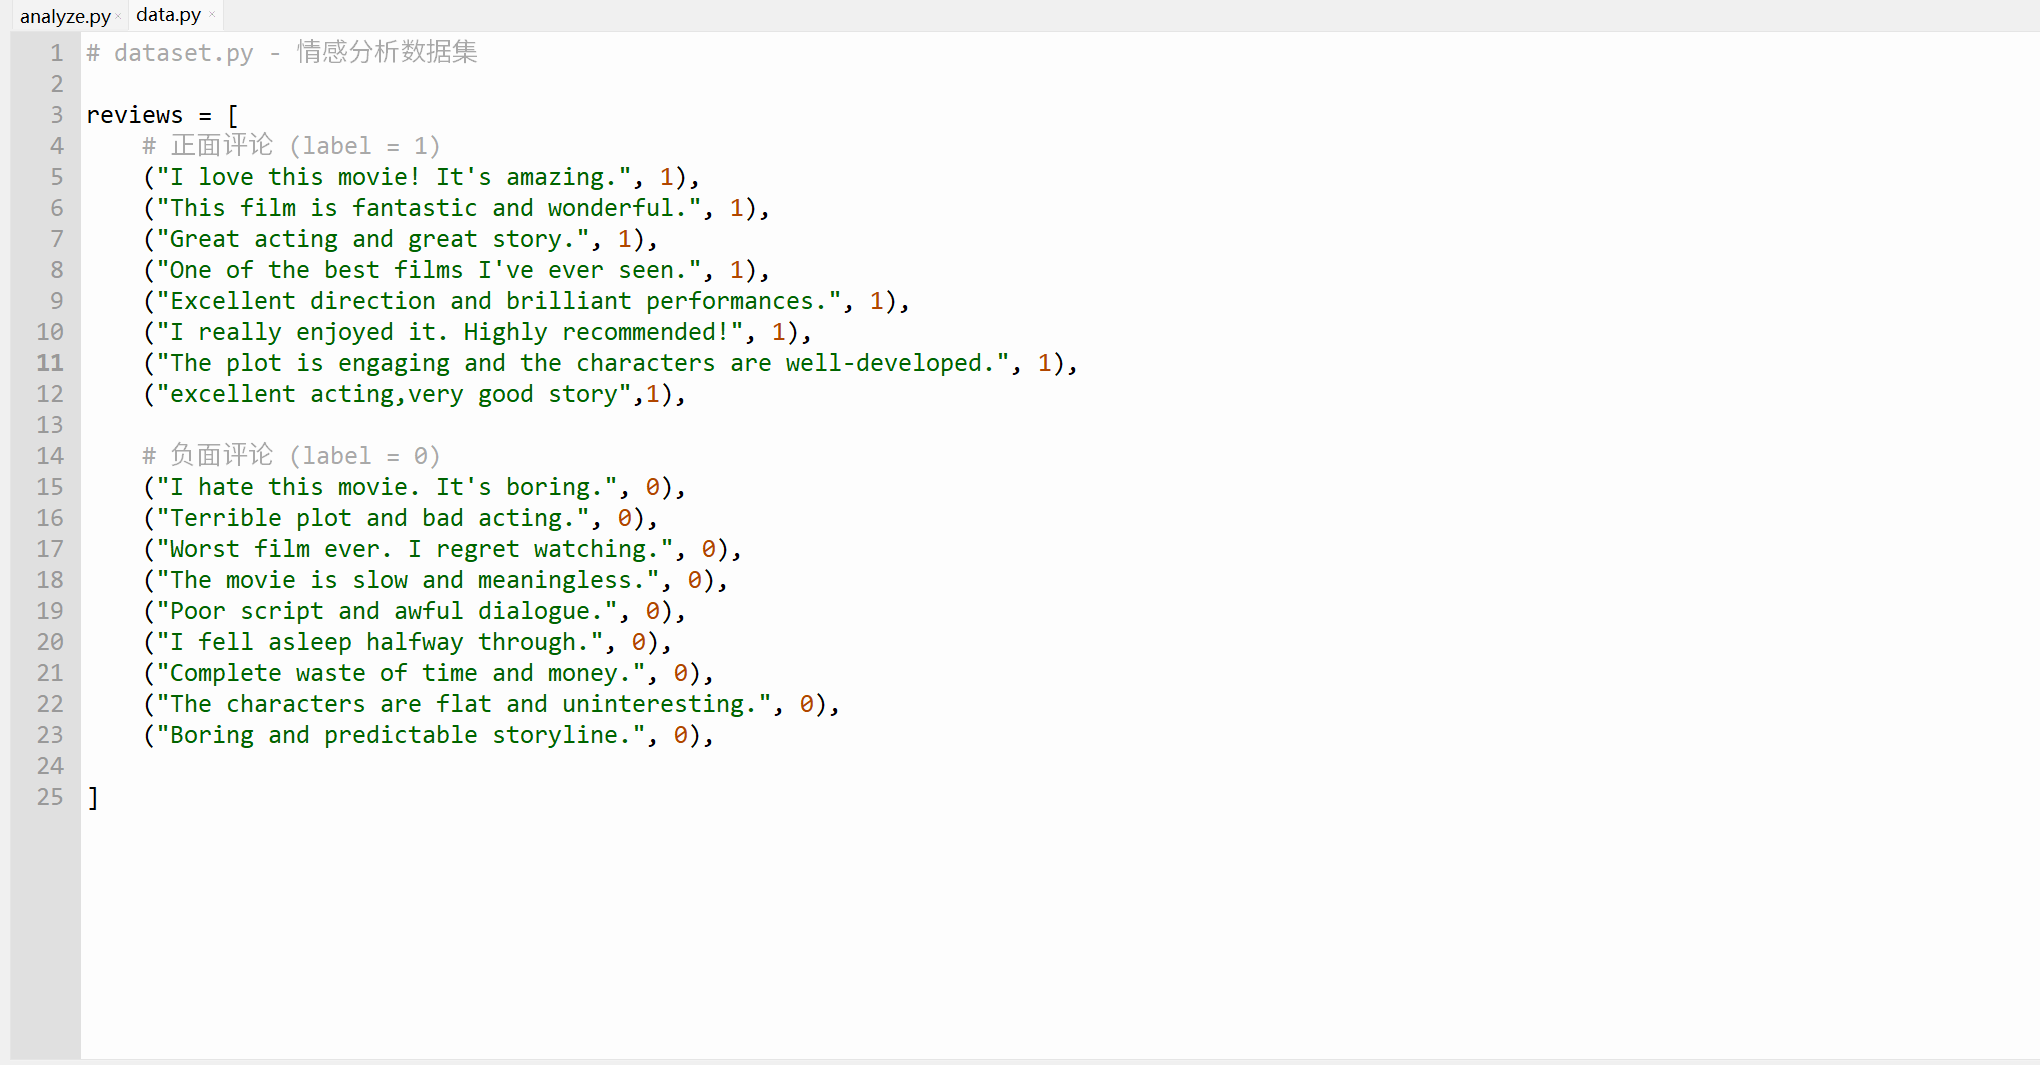 analyze.py × data.py ×
1 # dataset.py - 情感分析数据集
2
3 reviews = [
4     # 正面评论 (label = 1)
5     ("I love this movie! It's amazing.", 1),
6     ("This film is fantastic and wonderful.", 1),
7     ("Great acting and great story.", 1),
8     ("One of the best films I've ever seen.", 1),
9     ("Excellent direction and brilliant performances.", 1),
10     ("I really enjoyed it. Highly recommended!", 1),
11     ("The plot is engaging and the characters are well-developed.", 1),
12     ("excellent acting,very good story",1),
13
14     # 负面评论 (label = 0)
15     ("I hate this movie. It's boring.", 0),
16     ("Terrible plot and bad acting.", 0),
17     ("Worst film ever. I regret watching.", 0),
18     ("The movie is slow and meaningless.", 0),
19     ("Poor script and awful dialogue.", 0),
20     ("I fell asleep halfway through.", 0),
21     ("Complete waste of time and money.", 0),
22     ("The characters are flat and uninteresting.", 0),
23     ("Boring and predictable storyline.", 0),
24
25 ]